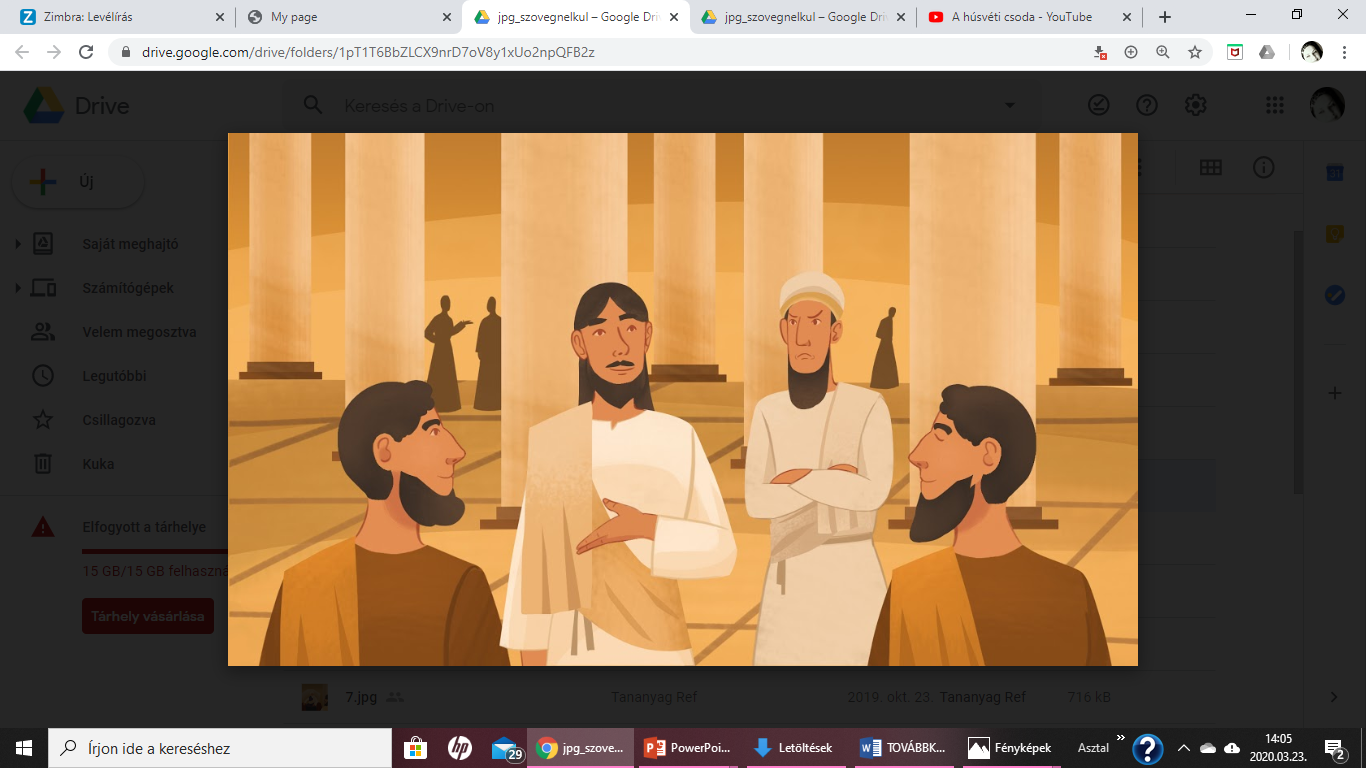 Zimbra: Levélírás
My page
jpg_szovegnelkul – Google Dri
jpg_szovegnelkul – Google Dri
A húsvéti csoda - YouTube
drive.google.com/drive/folders/1pT1T6BbZLCX9nrD7oV8y1xUo2npQFB2z
Drive
Keresés a Drive-on
Új
Saját meghajtó
Számítógépek
Velem megosztva
Legutóbbi
Csillagozva
Kuka
Elfogyott a tárhelye
15 GB/15 GB felhaszná
Tárhely vásárlása
7.jpg Tananyag Ref 2019. okt. 23. Tananyag Ref 716 kB
Írjon ide a kereséshez
29
jpg_szove...
PowerPoi...
Letöltések
TOVÁBBK...
Fényképek
Asztal
14:05
2020.03.23.
2